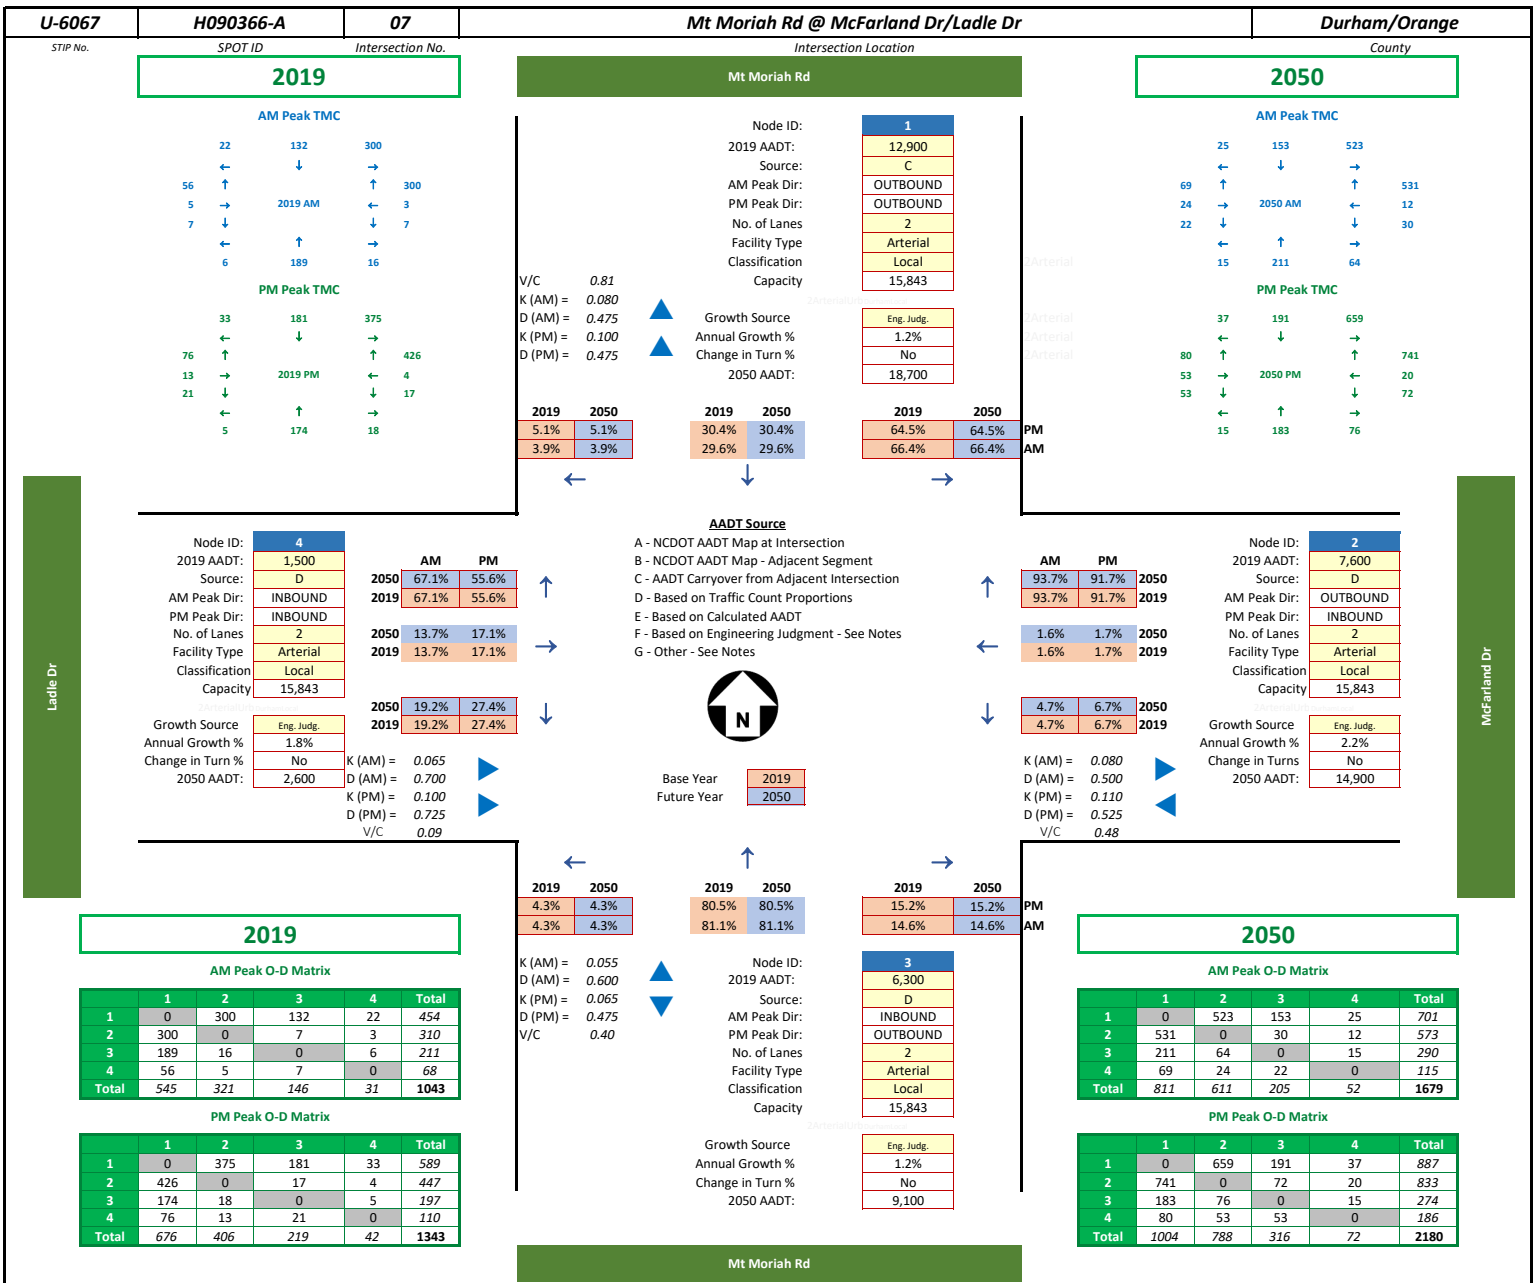 U-6067 H090366-A 07 Mt Moriah Rd @ McFarland Dr/Ladle Dr Durham/Orange
STIP No. SPOT ID Intersection No. Intersection Location County
2019
AM Peak TMC
22 132 300
← ↓ →
56 ↑ ↑ 300
5 → 2019 AM ← 3
7 ↓ ↓ 7
← ↑ →
6 189 16
PM Peak TMC
33 181 375
← ↓ →
76 ↑ ↑ 426
13 → 2019 PM ← 4
21 ↓ ↓ 17
← ↑ →
5 174 18
Mt Moriah Rd
Node ID: 1
2019 AADT: 12,900
Source: C
AM Peak Dir: OUTBOUND
PM Peak Dir: OUTBOUND
No. of Lanes 2
Facility Type Arterial
Classification Local
Capacity 15,843
V/C 0.81
K (AM) = 0.080
D (AM) = 0.475
K (PM) = 0.100
D (PM) = 0.475
Growth Source Eng. Judg.
Annual Growth % 1.2%
Change in Turn % No
2050 AADT: 18,700
2Arterial
2Arterial
2Arterial
2050
AM Peak TMC
25 153 523
← ↓ →
69 ↑ ↑ 531
24 → 2050 AM ← 12
22 ↓ ↓ 30
← ↑ →
15 211 64
PM Peak TMC
37 191 659
← ↓ →
80 ↑ ↑ 741
53 → 2050 PM ← 20
53 ↓ ↓ 72
← ↑ →
15 183 76
2019 2050 2019 2050 2019 2050
5.1% 5.1% 30.4% 30.4% 64.5% 64.5% PM
3.9% 3.9% 29.6% 29.6% 66.4% 66.4% AM
← ↓ →
Ladle Dr
Node ID: 4
2019 AADT: 1,500
Source: D
AM Peak Dir: INBOUND
PM Peak Dir: INBOUND
No. of Lanes 2
Facility Type Arterial
Classification Local
Capacity 15,843
Growth Source Eng. Judg.
Annual Growth % 1.8%
Change in Turn % No
2050 AADT: 2,600
AM PM
2050 67.1% 55.6% ↑
2019 67.1% 55.6%
2050 13.7% 17.1% →
2019 13.7% 17.1%
2050 19.2% 27.4% ↓
2019 19.2% 27.4%
K (AM) = 0.065
D (AM) = 0.700
K (PM) = 0.100
D (PM) = 0.725
V/C 0.09
AADT Source
A - NCDOT AADT Map at Intersection
B - NCDOT AADT Map - Adjacent Segment
C - AADT Carryover from Adjacent Intersection
D - Based on Traffic Count Proportions
E - Based on Calculated AADT
F - Based on Engineering Judgment - See Notes
G - Other - See Notes
N
Base Year 2019
Future Year 2050
AM PM
↑ 93.7% 91.7% 2050
93.7% 91.7% 2019
← 1.6% 1.7% 2050
1.6% 1.7% 2019
↓ 4.7% 6.7% 2050
4.7% 6.7% 2019
K (AM) = 0.080
D (AM) = 0.500
K (PM) = 0.110
D (PM) = 0.525
V/C 0.48
Node ID: 2
2019 AADT: 7,600
Source: D
AM Peak Dir: OUTBOUND
PM Peak Dir: INBOUND
No. of Lanes 2
Facility Type Arterial
Classification Local
Capacity 15,843
Growth Source Eng. Judg.
Annual Growth % 2.2%
Change in Turns No
2050 AADT: 14,900
McFarland Dr
← ↑ →
2019 2050 2019 2050 2019 2050
4.3% 4.3% 80.5% 80.5% 15.2% 15.2% PM
4.3% 4.3% 81.1% 81.1% 14.6% 14.6% AM
K (AM) = 0.055
D (AM) = 0.600
K (PM) = 0.065
D (PM) = 0.475
V/C 0.40
Node ID: 3
2019 AADT: 6,300
Source: D
AM Peak Dir: INBOUND
PM Peak Dir: OUTBOUND
No. of Lanes 2
Facility Type Arterial
Classification Local
Capacity 15,843
Growth Source Eng. Judg.
Annual Growth % 1.2%
Change in Turn % No
2050 AADT: 9,100
Mt Moriah Rd
2019
AM Peak O-D Matrix
1 2 3 4 Total
1 0 300 132 22 454
2 300 0 7 3 310
3 189 16 0 6 211
4 56 5 7 0 68
Total 545 321 146 31 1043
PM Peak O-D Matrix
1 2 3 4 Total
1 0 375 181 33 589
2 426 0 17 4 447
3 174 18 0 5 197
4 76 13 21 0 110
Total 676 406 219 42 1343
2050
AM Peak O-D Matrix
1 2 3 4 Total
1 0 523 153 25 701
2 531 0 30 12 573
3 211 64 0 15 290
4 69 24 22 0 115
Total 811 611 205 52 1679
PM Peak O-D Matrix
1 2 3 4 Total
1 0 659 191 37 887
2 741 0 72 20 833
3 183 76 0 15 274
4 80 53 53 0 186
Total 1004 788 316 72 2180